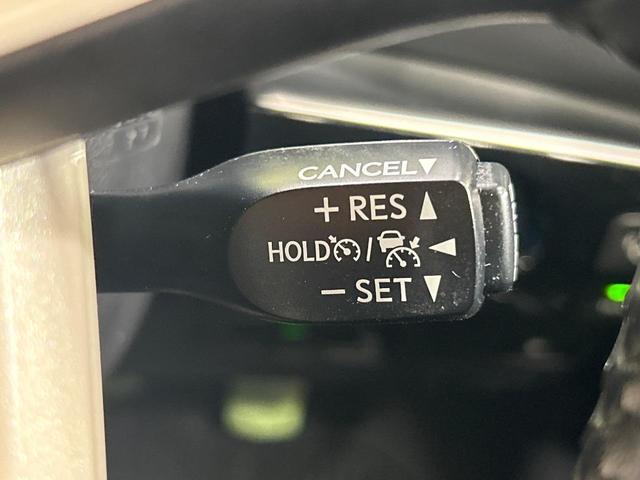 CANCEL▼
+ RES ▲
HOLD / ◀
− SET ▼